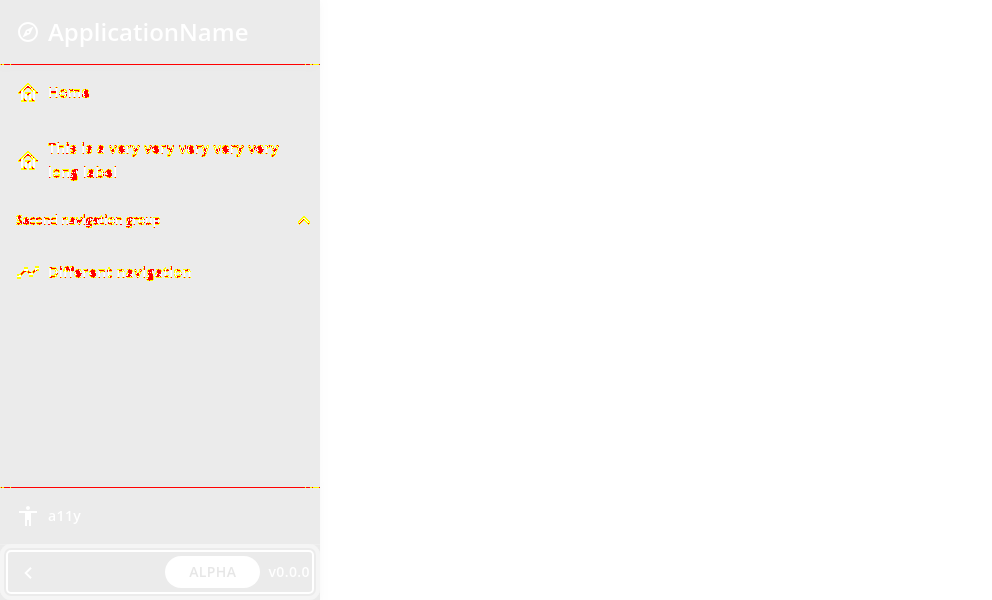 ApplicationName
Home
This is a very very very very very
long label
Second navigation group
Different navigation
a11y
ALPHA v0.0.0